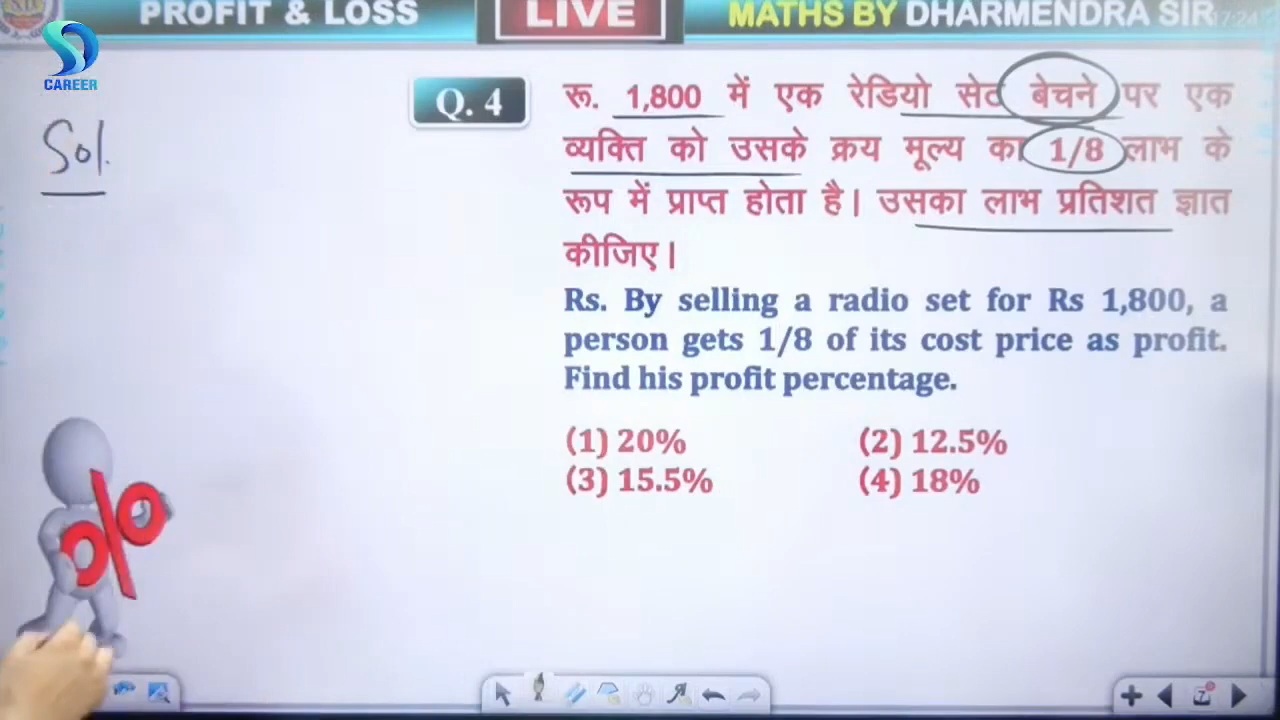 PROFIT & LOSS
LIVE
MATHS BY DHARMENDRA SIR
17:24
CAREER
Sol.
Q. 4
रू. 1,800 में एक रेडियो सेट बेचने पर एक
व्यक्ति को उसके क्रय मूल्य का 1/8 लाभ के
रूप में प्राप्त होता है। उसका लाभ प्रतिशत ज्ञात
कीजिए।
Rs. By selling a radio set for Rs 1,800, a
person gets 1/8 of its cost price as profit.
Find his profit percentage.
(1) 20%
(2) 12.5%
(3) 15.5%
(4) 18%
%
7